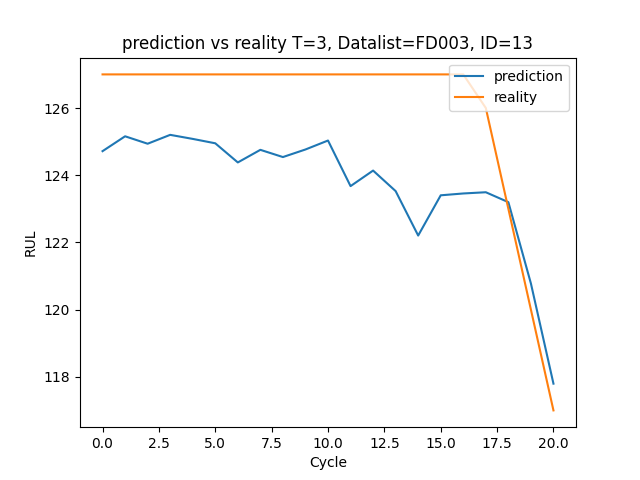 prediction vs reality T=3, Datalist=FD003, ID=13
prediction
reality
126
124
122
120
118
RUL
0.0 2.5 5.0 7.5 10.0 12.5 15.0 17.5 20.0
Cycle